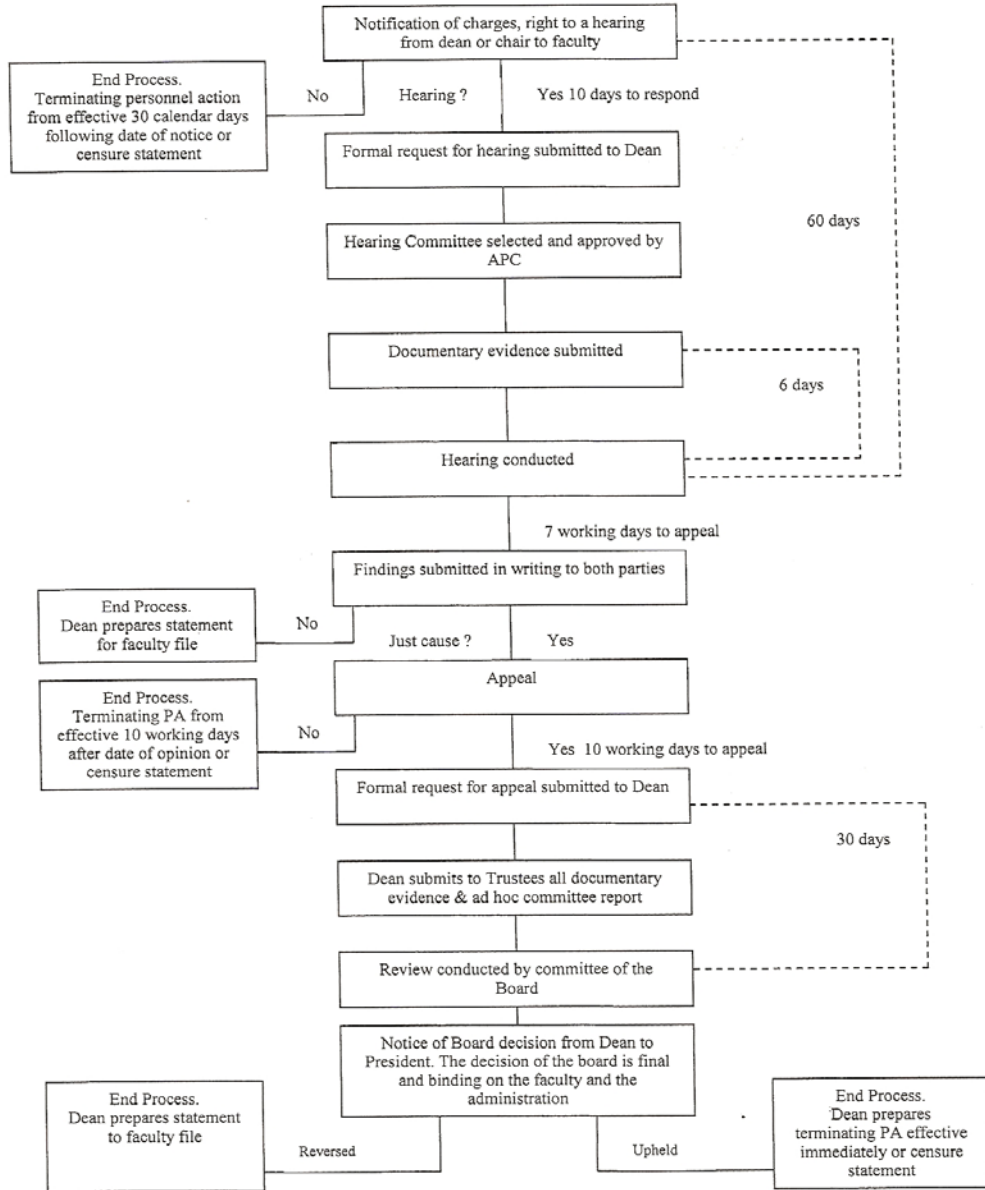 Notification of charges, right to a hearing
from dean or chair to faculty
End Process.
Terminating personnel action
from effective 30 calendar days
following date of notice or
censure statement
No
Hearing ?
Yes 10 days to respond
Formal request for hearing submitted to Dean
60 days
Hearing Committee selected and approved by
APC
Documentary evidence submitted
6 days
Hearing conducted
7 working days to appeal
Findings submitted in writing to both parties
End Process.
Dean prepares statement
for faculty file
No
Just cause ?
Yes
Appeal
End Process.
Terminating PA from
effective 10 working days
after date of opinion or
censure statement
No
Yes 10 working days to appeal
Formal request for appeal submitted to Dean
30 days
Dean submits to Trustees all documentary
evidence & ad hoc committee report
Review conducted by committee of the
Board
Notice of Board decision from Dean to
President. The decision of the board is final
and binding on the faculty and the
administration
End Process.
Dean prepares statement
to faculty file
Reversed
Upheld
End Process.
Dean prepares
terminating PA effective
immediately or censure
statement